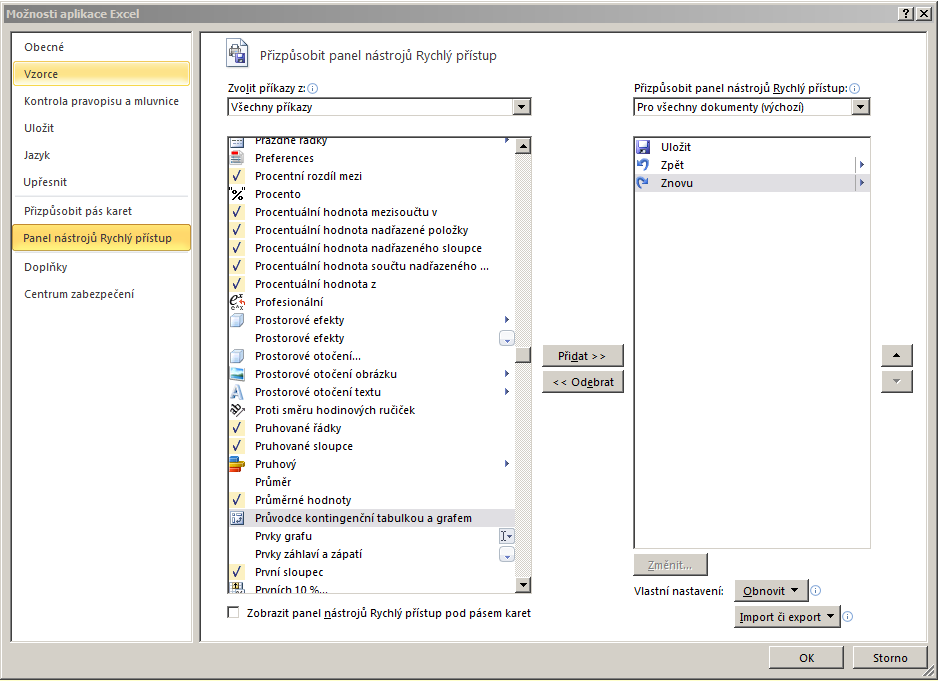 Možnosti aplikace Excel
Obecné
Vzorce
Kontrola pravopisu a mluvnice
Uložit
Jazyk
Upřesnit
Přizpůsobit pás karet
Panel nástrojů Rychlý přístup
Doplňky
Centrum zabezpečení
Přizpůsobit panel nástrojů Rychlý přístup
Zvolit příkazy z:
Všechny příkazy
Prázdné řádky
Preferences
Procentní rozdíl mezi
Procento
Procentuální hodnota mezisoučtu v
Procentuální hodnota nadřazené položky
Procentuální hodnota nadřazeného sloupce
Procentuální hodnota součtu nadřazeného ...
Procentuální hodnota z
Profesionální
Prostorové efekty
Prostorové efekty
Prostorové otočení...
Prostorové otočení obrázku
Prostorové otočení textu
Proti směru hodinových ručiček
Pruhované řádky
Pruhované sloupce
Pruhový
Průměr
Průměrné hodnoty
Průvodce kontingenční tabulkou a grafem
Prvky grafu
Prvky záhlaví a zápatí
První sloupec
Prvních 10 %...
Zobrazit panel nástrojů Rychlý přístup pod pásem karet
Přidat >>
<< Odebrat
Přizpůsobit panel nástrojů Rychlý přístup:
Pro všechny dokumenty (výchozí)
Uložit
Zpět
Znovu
Změnit...
Vlastní nastavení:
Obnovit
Import či export
OK
Storno